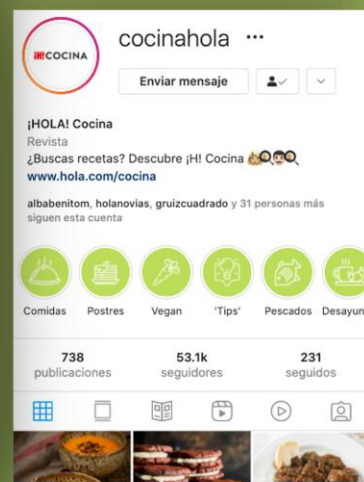 cocinahola ...
¡H! COCINA
Enviar mensaje
¡HOLA! Cocina
Revista
¿Buscas recetas? Descubre ¡H! Cocina
www.hola.com/cocina
albabenitom, holanovias, gruizcuadrado y 31 personas más
siguen esta cuenta
Comidas Postres Vegan 'Tips' Pescados Desayun
738 53.1k 231
publicaciones seguidores seguidos